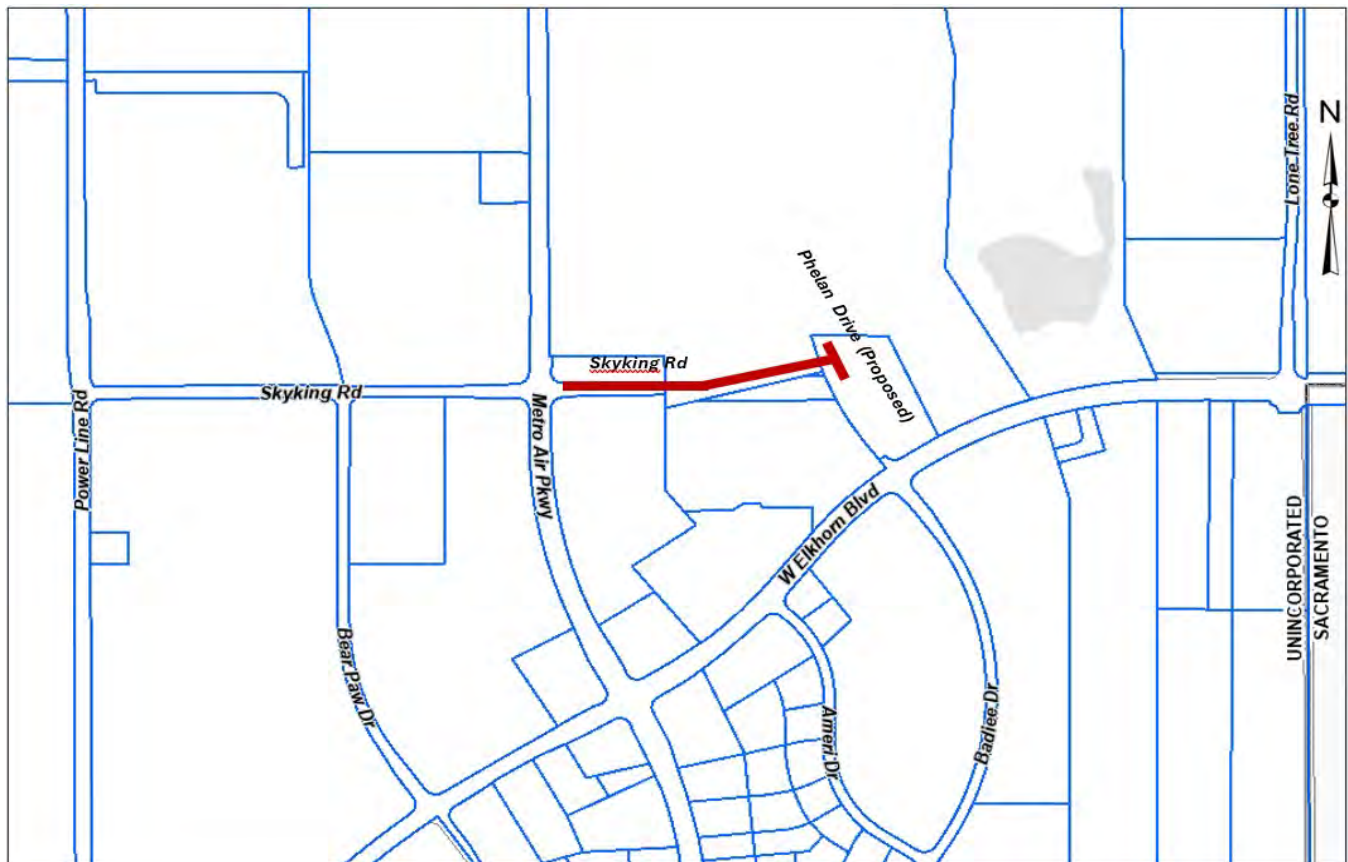 N
Lone Tree Rd
Phelan Drive (Proposed)
Skyking Rd
Skyking Rd
Power Line Rd
Metro Air Pkwy
W Elkhorn Blvd
UNINCORPORATED
SACRAMENTO
Bear Paw Dr
Ameri Dr
Badiee Dr